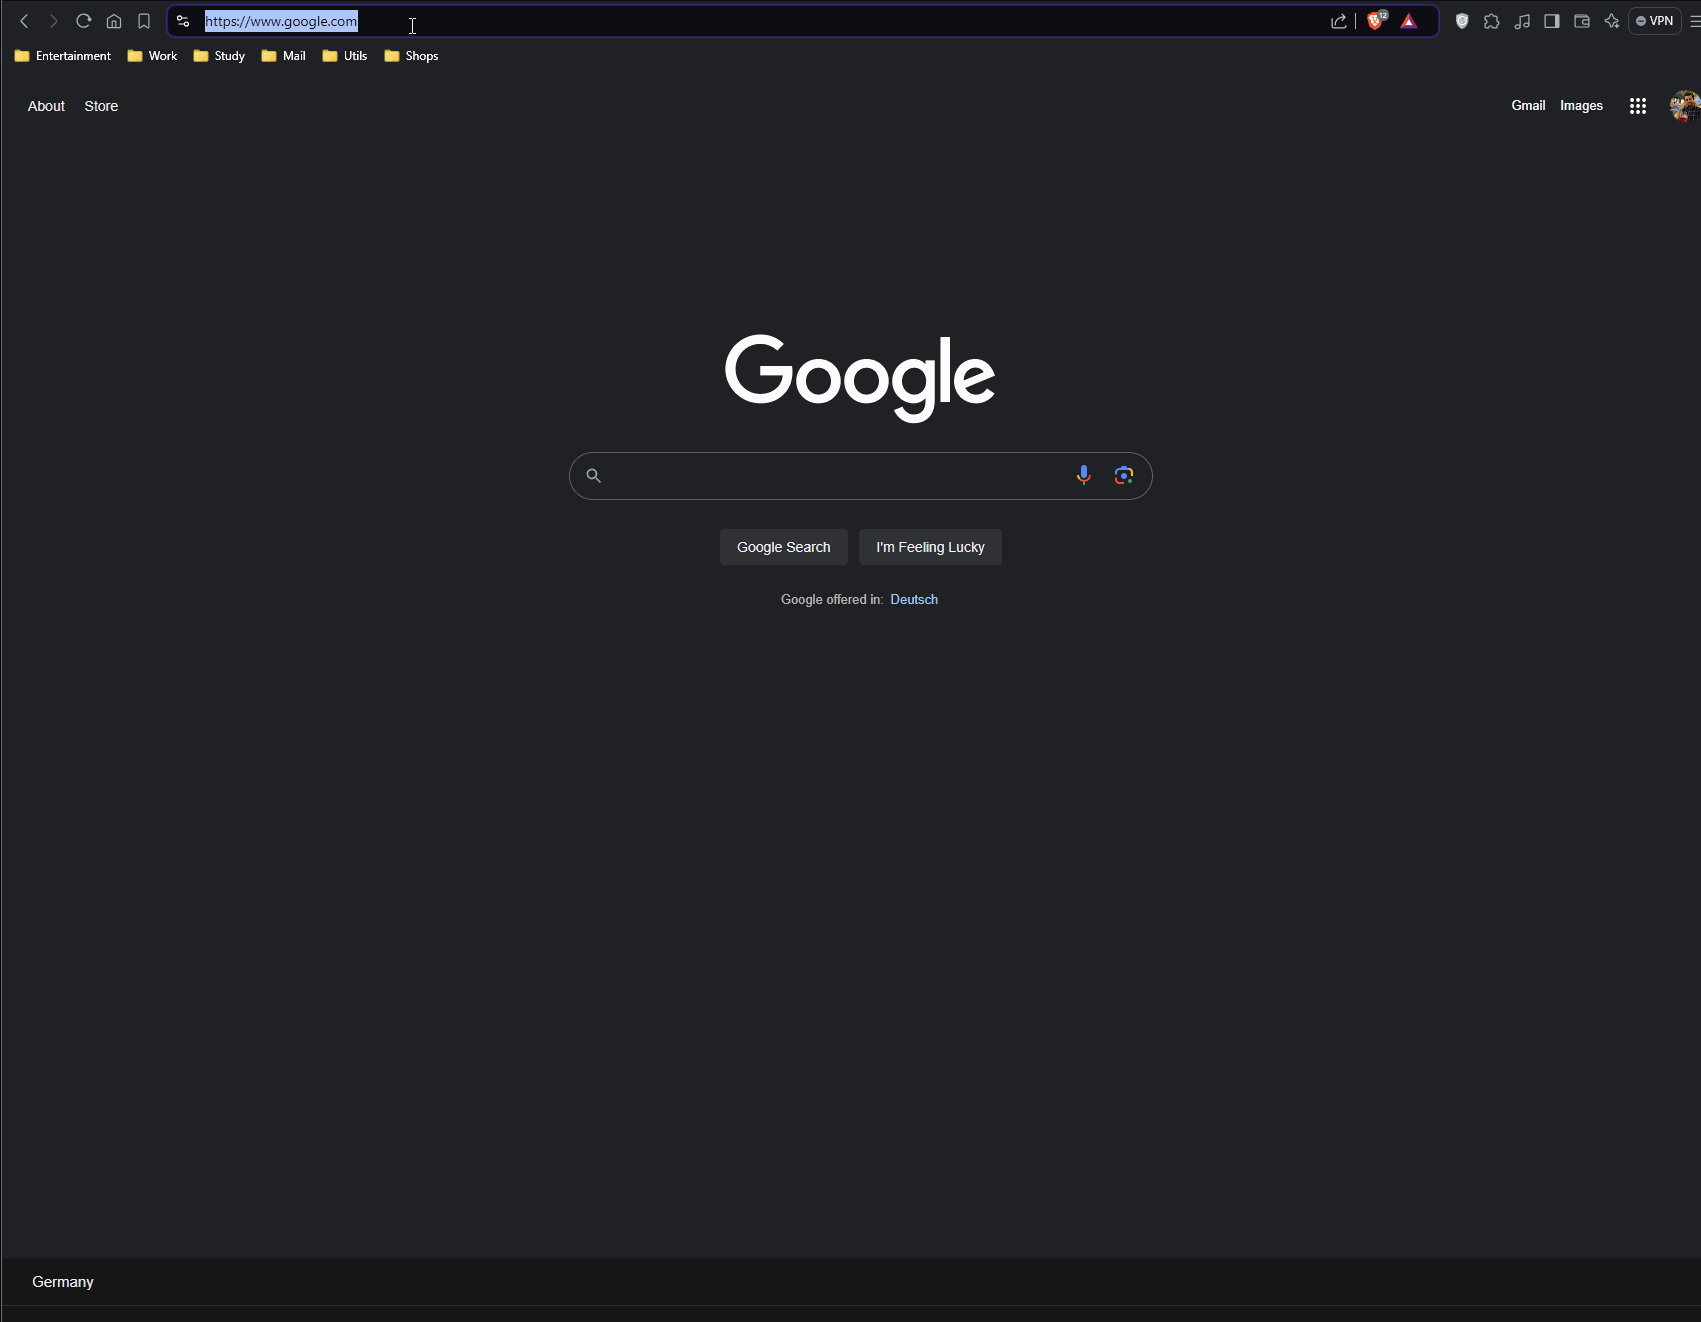 https://www.google.com
12
VPN
Entertainment Work Study Mail Utils Shops
About Store
Gmail Images
Google
Google Search I'm Feeling Lucky
Google offered in: Deutsch
Germany